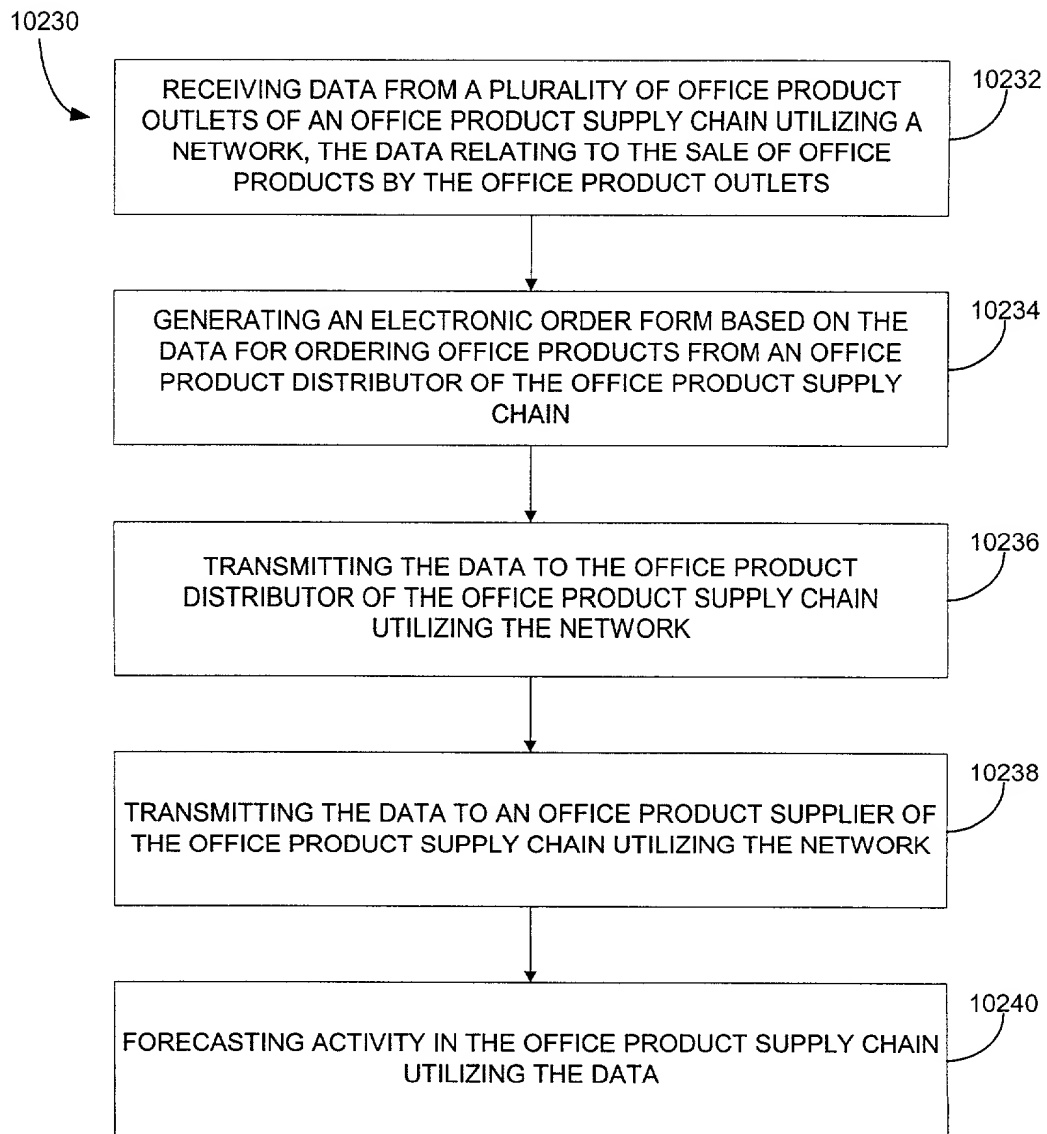 10230
10232
RECEIVING DATA FROM A PLURALITY OF OFFICE PRODUCT
OUTLETS OF AN OFFICE PRODUCT SUPPLY CHAIN UTILIZING A
NETWORK, THE DATA RELATING TO THE SALE OF OFFICE
PRODUCTS BY THE OFFICE PRODUCT OUTLETS
10234
GENERATING AN ELECTRONIC ORDER FORM BASED ON THE
DATA FOR ORDERING OFFICE PRODUCTS FROM AN OFFICE
PRODUCT DISTRIBUTOR OF THE OFFICE PRODUCT SUPPLY
CHAIN
10236
TRANSMITTING THE DATA TO THE OFFICE PRODUCT
DISTRIBUTOR OF THE OFFICE PRODUCT SUPPLY CHAIN
UTILIZING THE NETWORK
10238
TRANSMITTING THE DATA TO AN OFFICE PRODUCT SUPPLIER OF
THE OFFICE PRODUCT SUPPLY CHAIN UTILIZING THE NETWORK
10240
FORECASTING ACTIVITY IN THE OFFICE PRODUCT SUPPLY CHAIN
UTILIZING THE DATA